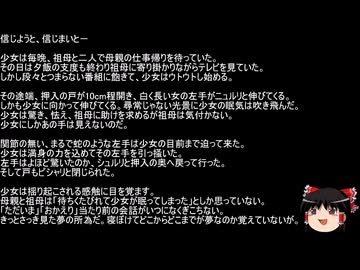 信じようと、信じまいとー
少女は毎晩、祖母と二人で母親の仕事帰りを待っていた。
その日は夕飯の支度も終わり祖母に寄り掛かりながらテレビを見ていた。
しかし段々とつまらない番組に飽きて、少女はウトウトし始める。
その途端、押入の戸が10cm程開き、白く長い女の左手がニュルリと伸びてくる。
しかも少女に向かって伸びてくる。尋常じゃない光景に少女の眠気は吹き飛んだ。
少女は驚き、怯え、祖母に助けを求めるが祖母は気付かない。
少女にしかあの手は見えないのだ。
関節の無い、まるで蛇のような左手は少女の目前まで迫って来た。
少女は満身の力を込めてその左手を引っ掻いた。
左手はよほど驚いたのか、シュルリと押入の奥へ戻って行った。
そして戸もピシャリと閉じられた。
少女は揺り起こされる感触に目を覚ます。
母親と祖母は「待ちくたびれて少女が眠ってしまった」としか思っていない。
「ただいま」「おかえり」当たり前の会話がいつになくぎこちない。
きっとさっき見た夢の所為だ。寝ぼけてどこからどこまでが夢なのか覚えていないが。